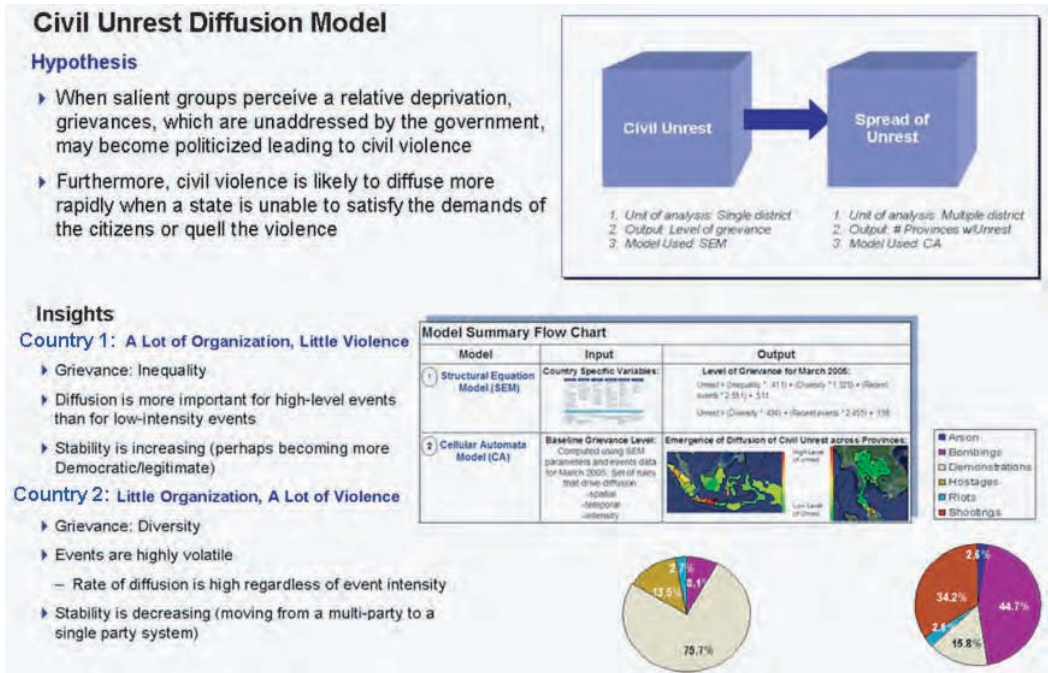 Civil Unrest Diffusion Model
Hypothesis
When salient groups perceive a relative deprivation,
grievances, which are unaddressed by the government,
may become politicized leading to civil violence
Furthermore, civil violence is likely to diffuse more
rapidly when a state is unable to satisfy the demands of
the citizens or quell the violence
Civil Unrest
Spread of
Unrest
1. Unit of analysis: Single district
2. Output: Level of grievance
3. Model Used: SEM
1. Unit of analysis: Multiple district
2. Output: # Provinces w/Unrest
3. Model Used: CA
Insights
Country 1: A Lot of Organization, Little Violence
Grievance: Inequality
Diffusion is more important for high-level events
than for low-intensity events
Stability is increasing (perhaps becoming more
Democratic/legitimate)
Country 2: Little Organization, A Lot of Violence
Grievance: Diversity
Events are highly volatile
– Rate of diffusion is high regardless of event intensity
Stability is decreasing (moving from a multi-party to a
single party system)
Model Summary Flow Chart
Model
Input
Output
1 Structural Equation
Model (SEM)
Country Specific Variables:
Level of Grievance for March 2005:
2 Cellular Automata
Model (CA)
Baseline Grievance Level:
Computed using SEM
parameters and events data
for March 2005. Set of rules
that drive diffusion
-spatial
-temporal
-intensity
Emergence of Diffusion of Civil Unrest across Provinces:
High Level
of Unrest
Low Level
of Unrest
Arson
Bombings
Demonstrations
Hostages
Riots
Shootings
2.7%
8.1%
13.5%
75.7%
2.6%
34.2%
44.7%
2.6%
15.8%